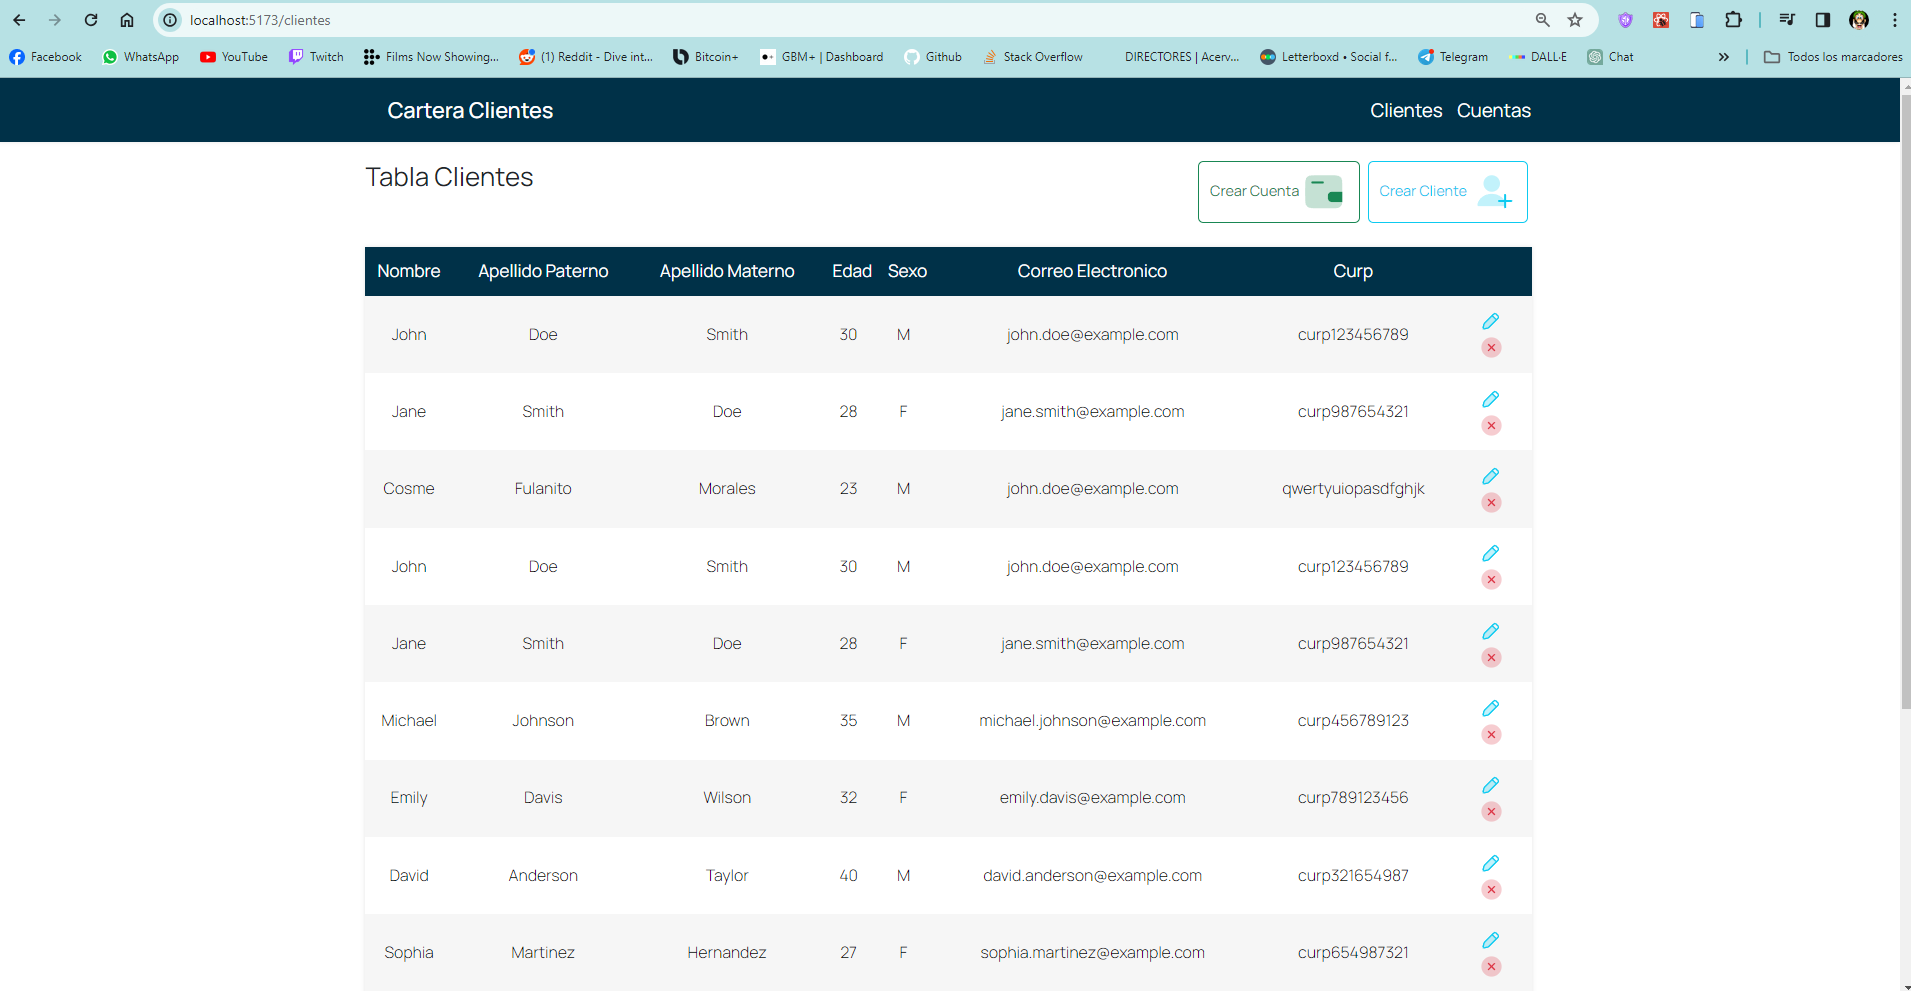 localhost:5173/clientes
Facebook WhatsApp YouTube Twitch Films Now Showing... (1) Reddit - Dive int... Bitcoin+ GBM+ | Dashboard Github Stack Overflow DIRECTORES | Acerv... Letterboxd • Social f... Telegram DALL·E Chat » Todos los marcadores
Cartera Clientes Clientes Cuentas
Tabla Clientes Crear Cuenta Crear Cliente
Nombre Apellido Paterno Apellido Materno Edad Sexo Correo Electronico Curp
John Doe Smith 30 M john.doe@example.com curp123456789
Jane Smith Doe 28 F jane.smith@example.com curp987654321
Cosme Fulanito Morales 23 M john.doe@example.com qwertyuiopasdfghjk
John Doe Smith 30 M john.doe@example.com curp123456789
Jane Smith Doe 28 F jane.smith@example.com curp987654321
Michael Johnson Brown 35 M michael.johnson@example.com curp456789123
Emily Davis Wilson 32 F emily.davis@example.com curp789123456
David Anderson Taylor 40 M david.anderson@example.com curp321654987
Sophia Martinez Hernandez 27 F sophia.martinez@example.com curp654987321